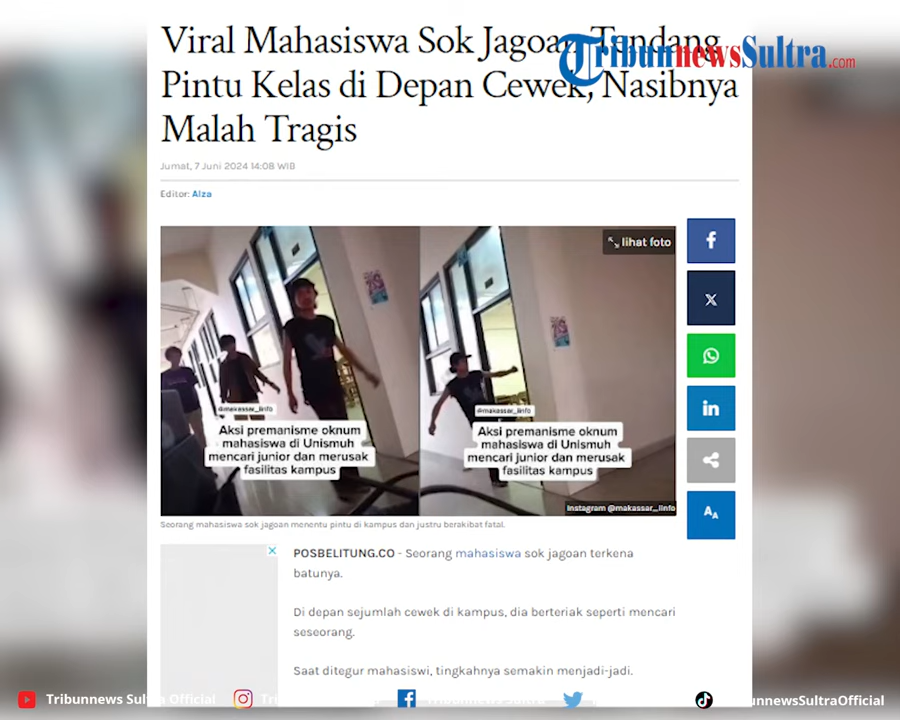 Viral Mahasiswa Sok Jagoan Tendang
TribunnewsSultra.com
Pintu Kelas di Depan Cewek, Nasibnya
Malah Tragis
Jumat, 7 Juni 2024 14:08 WIB
Editor: Alza
lihat foto
@makassar_iinfo
Aksi premanisme oknum
mahasiswa di Unismuh
mencari junior dan merusak
fasilitas kampus
@makassar_iinfo
Aksi premanisme oknum
mahasiswa di Unismuh
mencari junior dan merusak
fasilitas kampus
Instagram @makassar_iinfo
Seorang mahasiswa sok jagoan menentu pintu di kampus dan justru berakibat fatal.
POSBELITUNG.CO - Seorang mahasiswa sok jagoan terkena
batunya.
Di depan sejumlah cewek di kampus, dia berteriak seperti mencari
seseorang.
Saat ditegur mahasiswi, tingkahnya semakin menjadi-jadi.
Tribunnews Sultra Official
TribunnewsSultraOfficial